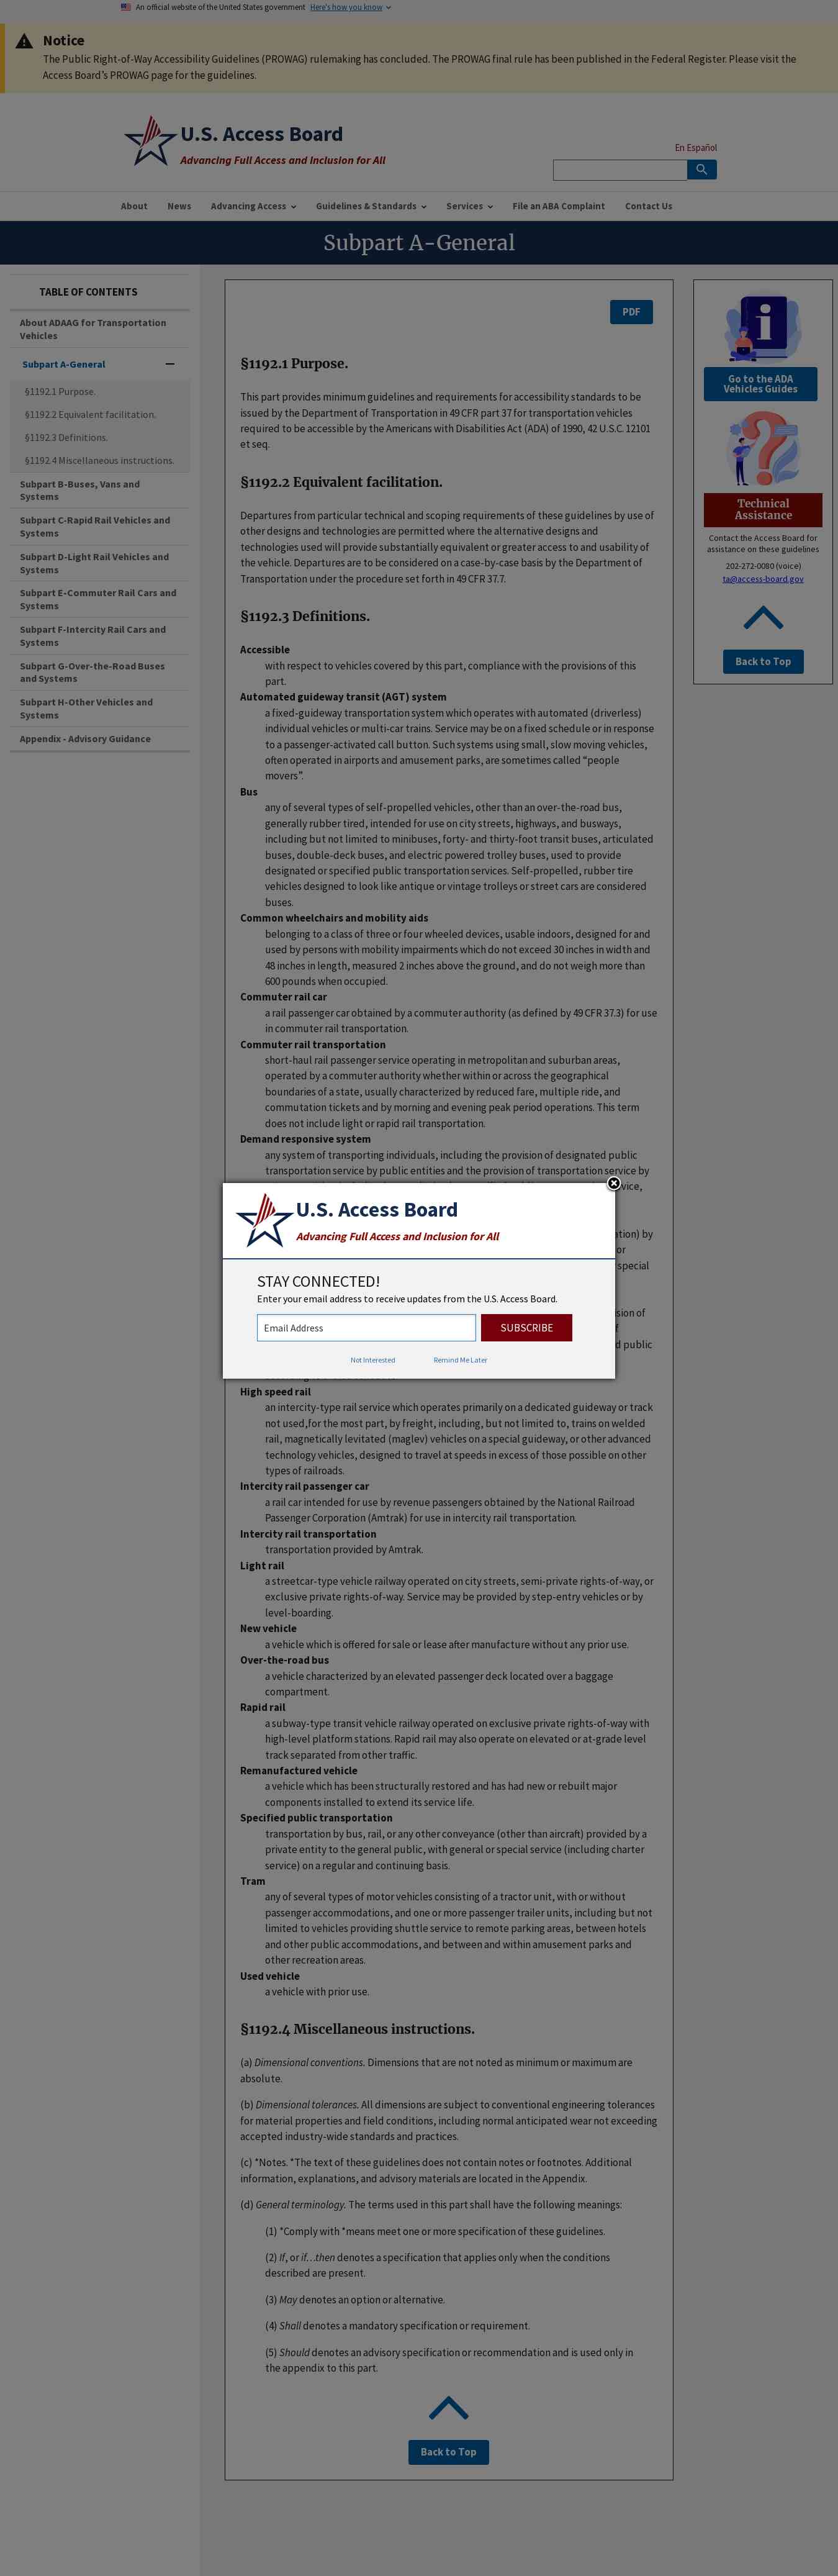 An official website of the United States government Here's how you know
Notice
The Public Right-of-Way Accessibility Guidelines (PROWAG) rulemaking has concluded. The PROWAG final rule has been published in the Federal Register. Please visit the
Access Board's PROWAG page for the guidelines.
U.S. Access Board
Advancing Full Access and Inclusion for All
En Español
About News Advancing Access Guidelines & Standards Services File an ABA Complaint Contact Us
Subpart A-General
TABLE OF CONTENTS
About ADAAG for Transportation
Vehicles
Subpart A-General
§1192.1 Purpose.
§1192.2 Equivalent facilitation.
§1192.3 Definitions.
§1192.4 Miscellaneous instructions.
Subpart B-Buses, Vans and
Systems
Subpart C-Rapid Rail Vehicles and
Systems
Subpart D-Light Rail Vehicles and
Systems
Subpart E-Commuter Rail Cars and
Systems
Subpart F-Intercity Rail Cars and
Systems
Subpart G-Over-the-Road Buses
and Systems
Subpart H-Other Vehicles and
Systems
Appendix - Advisory Guidance
PDF
§1192.1 Purpose.
This part provides minimum guidelines and requirements for accessibility standards to be
issued by the Department of Transportation in 49 CFR part 37 for transportation vehicles
required to be accessible by the Americans with Disabilities Act (ADA) of 1990, 42 U.S.C. 12101
et seq.
§1192.2 Equivalent facilitation.
Departures from particular technical and scoping requirements of these guidelines by use of
other designs and technologies are permitted where the alternative designs and
technologies used will provide substantially equivalent or greater access to and usability of
the vehicle. Departures are to be considered on a case-by-case basis by the Department of
Transportation under the procedure set forth in 49 CFR 37.7.
§1192.3 Definitions.
Accessible
with respect to vehicles covered by this part, compliance with the provisions of this
part.
Automated guideway transit (AGT) system
a fixed-guideway transportation system which operates with automated (driverless)
individual vehicles or multi-car trains. Service may be on a fixed schedule or in response
to a passenger-activated call button. Such systems using small, slow moving vehicles,
often operated in airports and amusement parks, are sometimes called "people
movers".
Bus
any of several types of self-propelled vehicles, other than an over-the-road bus,
generally rubber tired, intended for use on city streets, highways, and busways,
including but not limited to minibuses, forty- and thirty-foot transit buses, articulated
buses, double-deck buses, and electric powered trolley buses, used to provide
designated or specified public transportation services. Self-propelled, rubber tire
vehicles designed to look like antique or vintage trolleys or street cars are considered
buses.
Common wheelchairs and mobility aids
belonging to a class of three or four wheeled devices, usable indoors, designed for and
used by persons with mobility impairments which do not exceed 30 inches in width and
48 inches in length, measured 2 inches above the ground, and do not weigh more than
600 pounds when occupied.
Commuter rail car
a rail passenger car obtained by a commuter authority (as defined by 49 CFR 37.3) for use
in commuter rail transportation.
Commuter rail transportation
short-haul rail passenger service operating in metropolitan and suburban areas,
operated by a commuter authority whether within or across the geographical
boundaries of a state, usually characterized by reduced fare, multiple ride, and
commutation tickets and by morning and evening peak period operations. This term
does not include light or rapid rail transportation.
Demand responsive system
any system of transporting individuals, including the provision of designated public
transportation service by public entities and the provision of transportation service by
ation) by
or
special
ision of
d public
U.S. Access Board
Advancing Full Access and Inclusion for All
STAY CONNECTED!
Enter your email address to receive updates from the U.S. Access Board.
Email Address
SUBSCRIBE
Not Interested Remind Me Later
High speed rail
an intercity-type rail service which operates primarily on a dedicated guideway or track
not used,for the most part, by freight, including, but not limited to, trains on welded
rail, magnetically levitated (maglev) vehicles on a special guideway, or other advanced
technology vehicles, designed to travel at speeds in excess of those possible on other
types of railroads.
Intercity rail passenger car
a rail car intended for use by revenue passengers obtained by the National Railroad
Passenger Corporation (Amtrak) for use in intercity rail transportation.
Intercity rail transportation
transportation provided by Amtrak.
Light rail
a streetcar-type vehicle railway operated on city streets, semi-private rights-of-way, or
exclusive private rights-of-way. Service may be provided by step-entry vehicles or by
level-boarding.
New vehicle
a vehicle which is offered for sale or lease after manufacture without any prior use.
Over-the-road bus
a vehicle characterized by an elevated passenger deck located over a baggage
compartment.
Rapid rail
a subway-type transit vehicle railway operated on exclusive private rights-of-way with
high-level platform stations. Rapid rail may also operate on elevated or at-grade level
track separated from other traffic.
Remanufactured vehicle
a vehicle which has been structurally restored and has had new or rebuilt major
components installed to extend its service life.
Specified public transportation
transportation by bus, rail, or any other conveyance (other than aircraft) provided by a
private entity to the general public, with general or special service (including charter
service) on a regular and continuing basis.
Tram
any of several types of motor vehicles consisting of a tractor unit, with or without
passenger accommodations, and one or more passenger trailer units, including but not
limited to vehicles providing shuttle service to remote parking areas, between hotels
and other public accommodations, and between and within amusement parks and
other recreation areas.
Used vehicle
a vehicle with prior use.
§1192.4 Miscellaneous instructions.
(a) Dimensional conventions. Dimensions that are not noted as minimum or maximum are
absolute.
(b) Dimensional tolerances. All dimensions are subject to conventional engineering tolerances
for material properties and field conditions, including normal anticipated wear not exceeding
accepted industry-wide standards and practices.
(c) *Notes. *The text of these guidelines does not contain notes or footnotes. Additional
information, explanations, and advisory materials are located in the Appendix.
(d) General terminology. The terms used in this part shall have the following meanings:
(1) *Comply with *means meet one or more specification of these guidelines.
(2) If, or if…then denotes a specification that applies only when the conditions
described are present.
(3) May denotes an option or alternative.
(4) Shall denotes a mandatory specification or requirement.
(5) Should denotes an advisory specification or recommendation and is used only in
the appendix to this part.
Back to Top
Go to the ADA
Vehicles Guides
Technical
Assistance
Contact the Access Board for
assistance on these guidelines
202-272-0080 (voice)
ta@access-board.gov
Back to Top